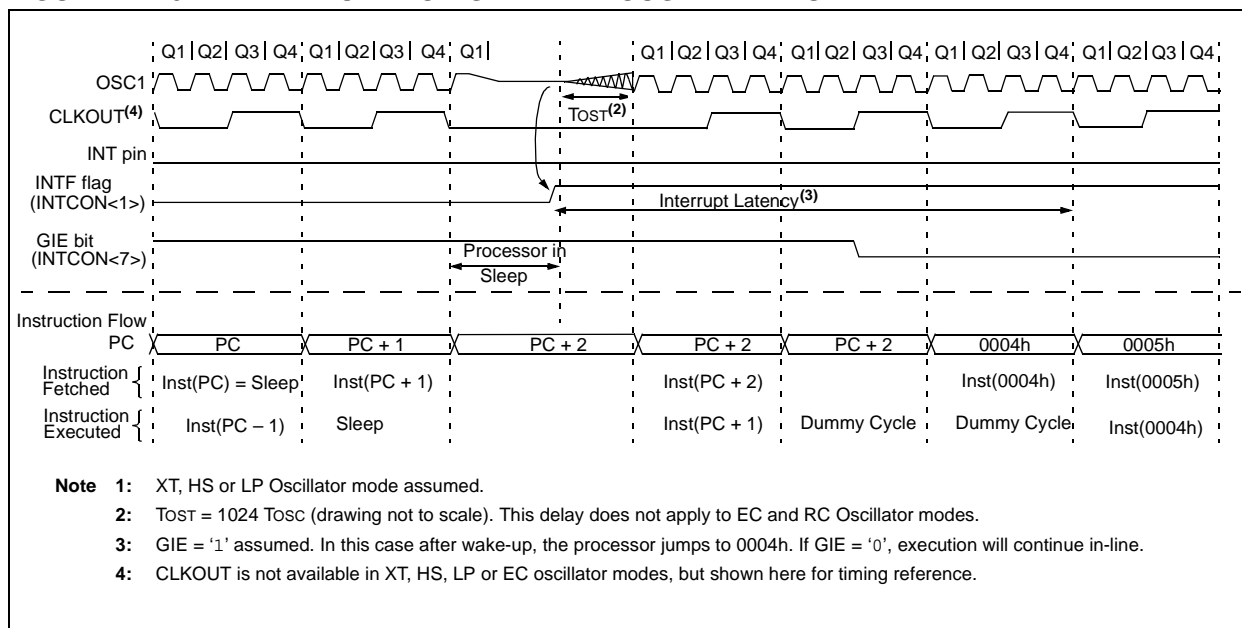 Q1 Q2 Q3 Q4 Q1 Q2 Q3 Q4 Q1 Q1 Q2 Q3 Q4 Q1 Q2 Q3 Q4 Q1 Q2 Q3 Q4 Q1 Q2 Q3 Q4
OSC1
TOST(2)
CLKOUT(4)
INT pin
INTF flag
(INTCON<1>)
Interrupt Latency(3)
GIE bit
(INTCON<7>)
Processor in
Sleep
Instruction Flow
PC PC PC + 1 PC + 2 PC + 2 PC + 2 0004h 0005h
Instruction
Fetched
Inst(PC) = Sleep Inst(PC + 1) Inst(PC + 2) Inst(0004h) Inst(0005h)
Instruction
Executed
Inst(PC – 1) Sleep Inst(PC + 1) Dummy Cycle Dummy Cycle Inst(0004h)
Note 1: XT, HS or LP Oscillator mode assumed.
2: TOST = 1024 TOSC (drawing not to scale). This delay does not apply to EC and RC Oscillator modes.
3: GIE = ‘1’ assumed. In this case after wake-up, the processor jumps to 0004h. If GIE = ‘0’, execution will continue in-line.
4: CLKOUT is not available in XT, HS, LP or EC oscillator modes, but shown here for timing reference.